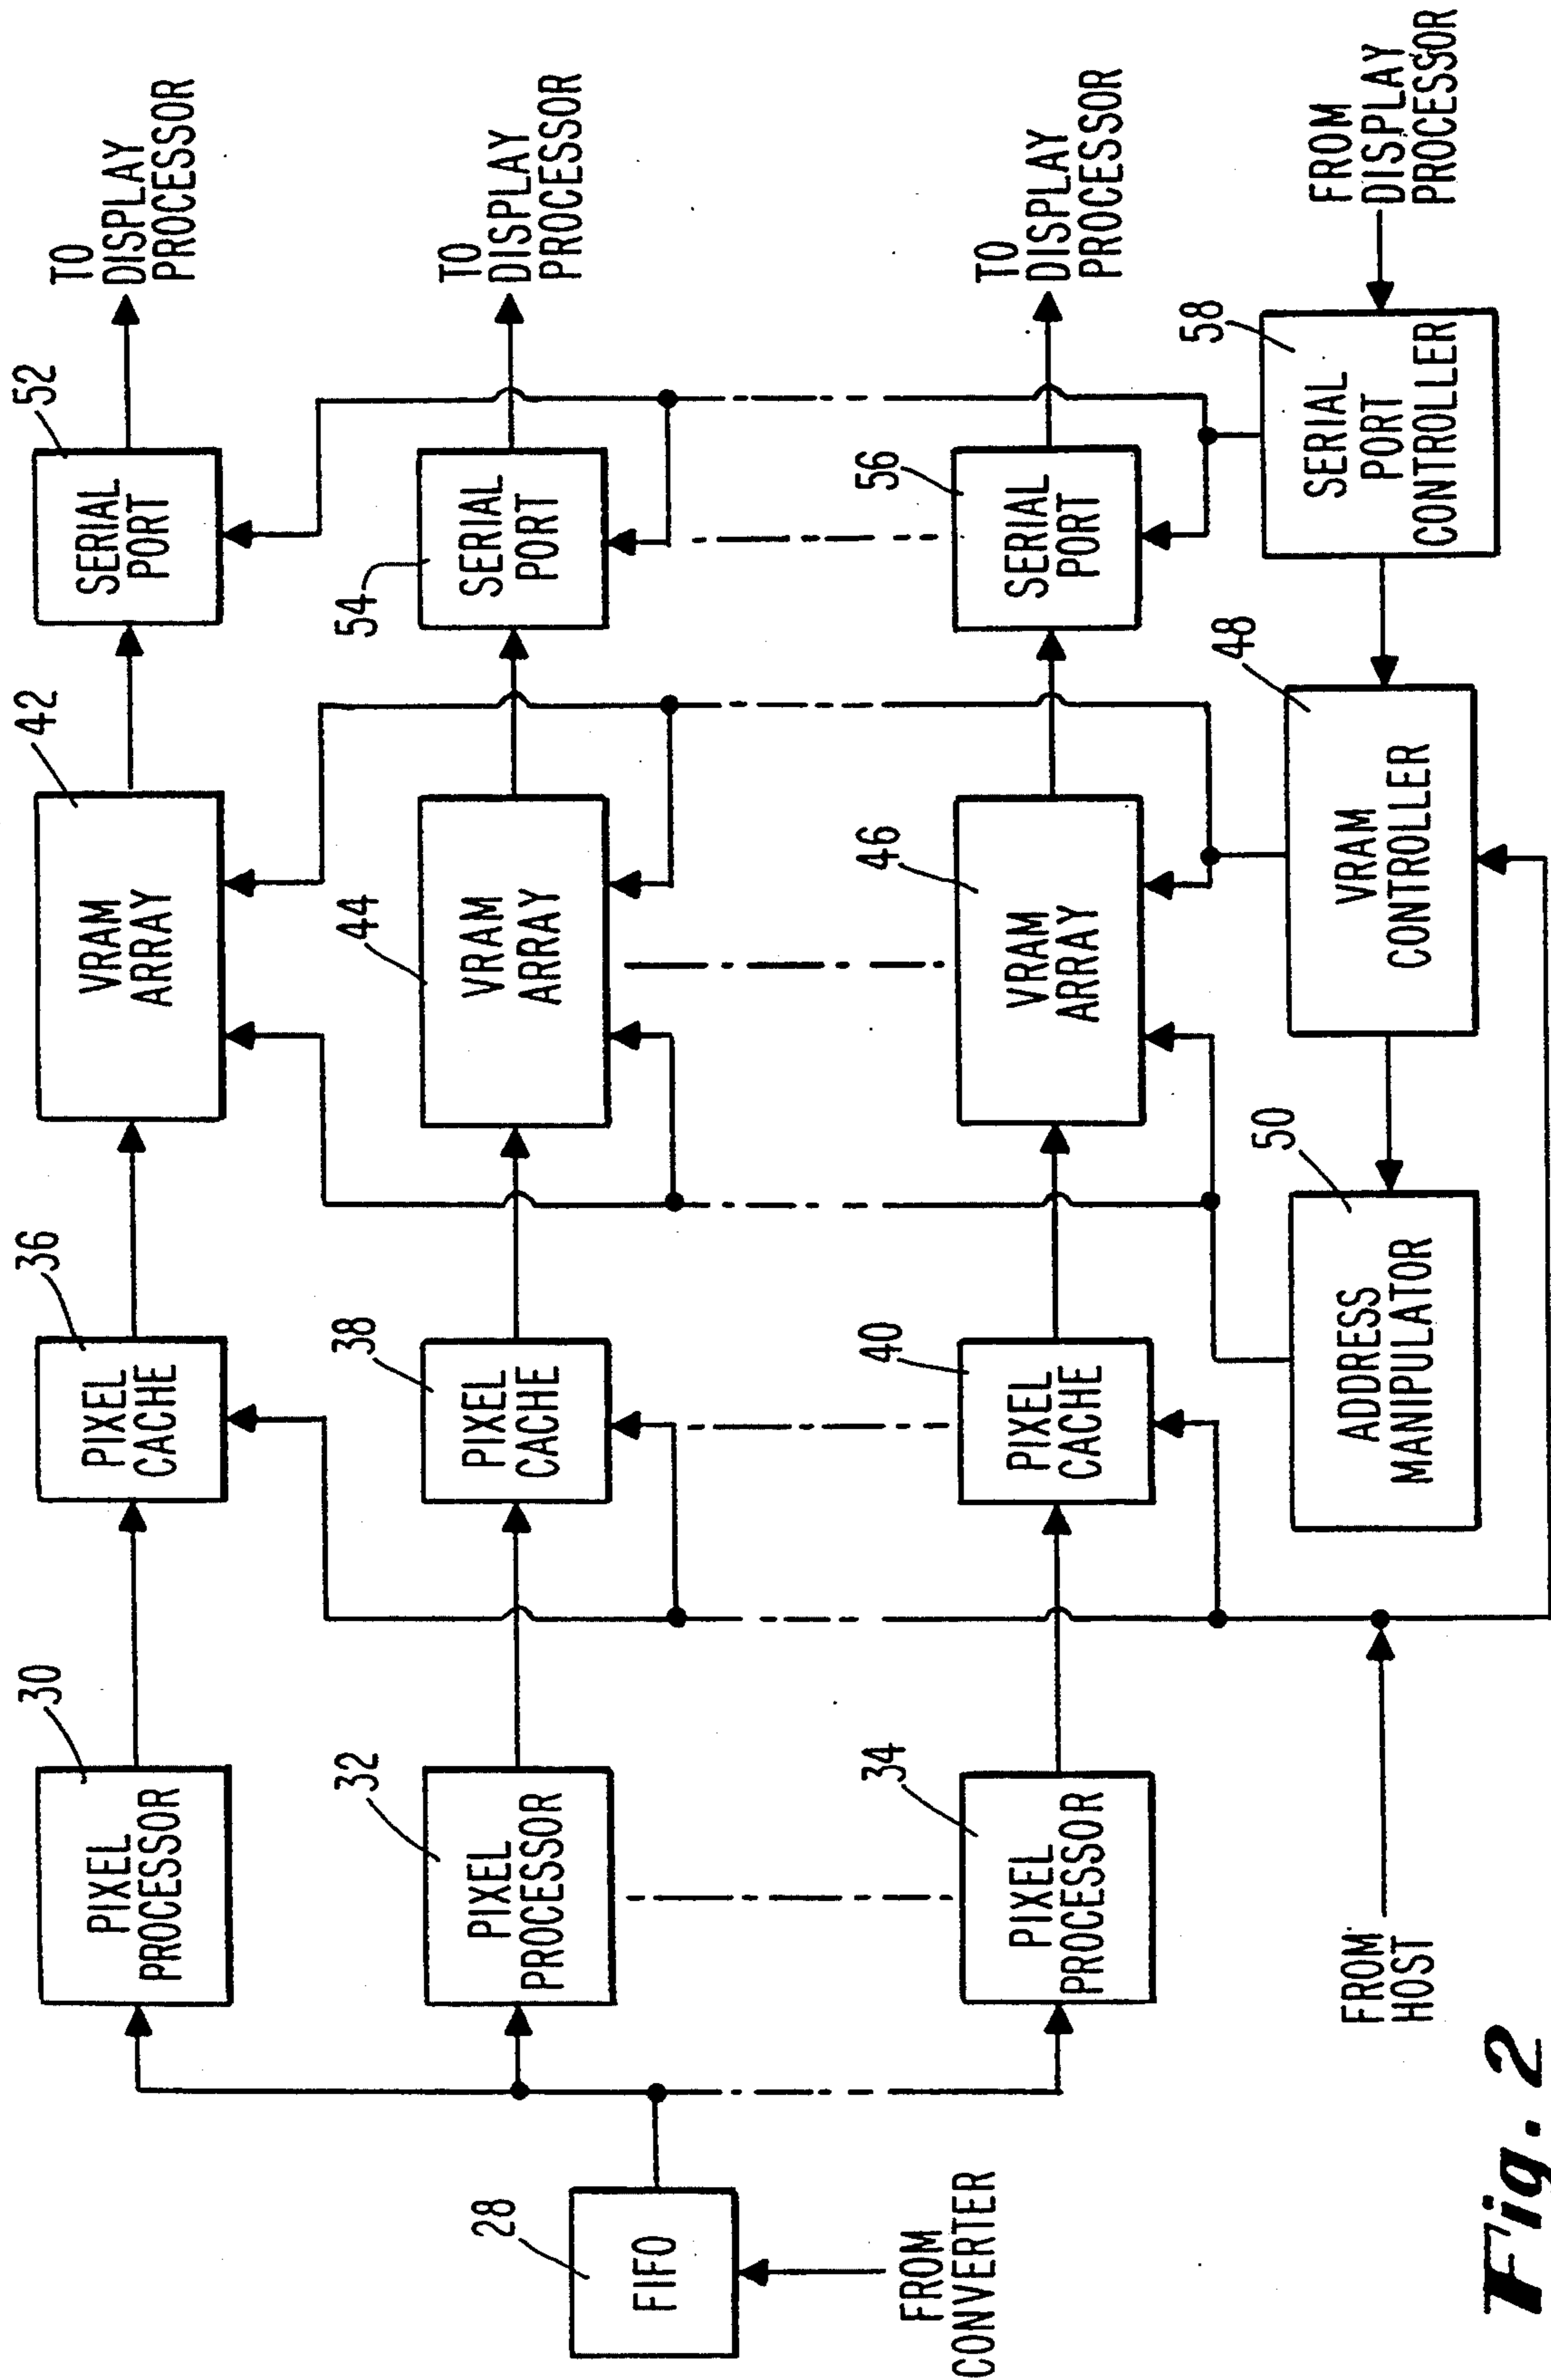 FROM
CONVERTER
28
FIFO
30
PIXEL
PROCESSOR
36
PIXEL
CACHE
42
VRAM
ARRAY
52
SERIAL
PORT
TO
DISPLAY
PROCESSOR
32
PIXEL
PROCESSOR
38
PIXEL
CACHE
44
VRAM
ARRAY
54
SERIAL
PORT
TO
DISPLAY
PROCESSOR
34
PIXEL
PROCESSOR
40
PIXEL
CACHE
46
VRAM
ARRAY
56
SERIAL
PORT
TO
DISPLAY
PROCESSOR
FROM
HOST
50
ADDRESS
MANIPULATOR
48
VRAM
CONTROLLER
58
SERIAL
PORT
CONTROLLER
FROM
DISPLAY
PROCESSOR
Fig. 2